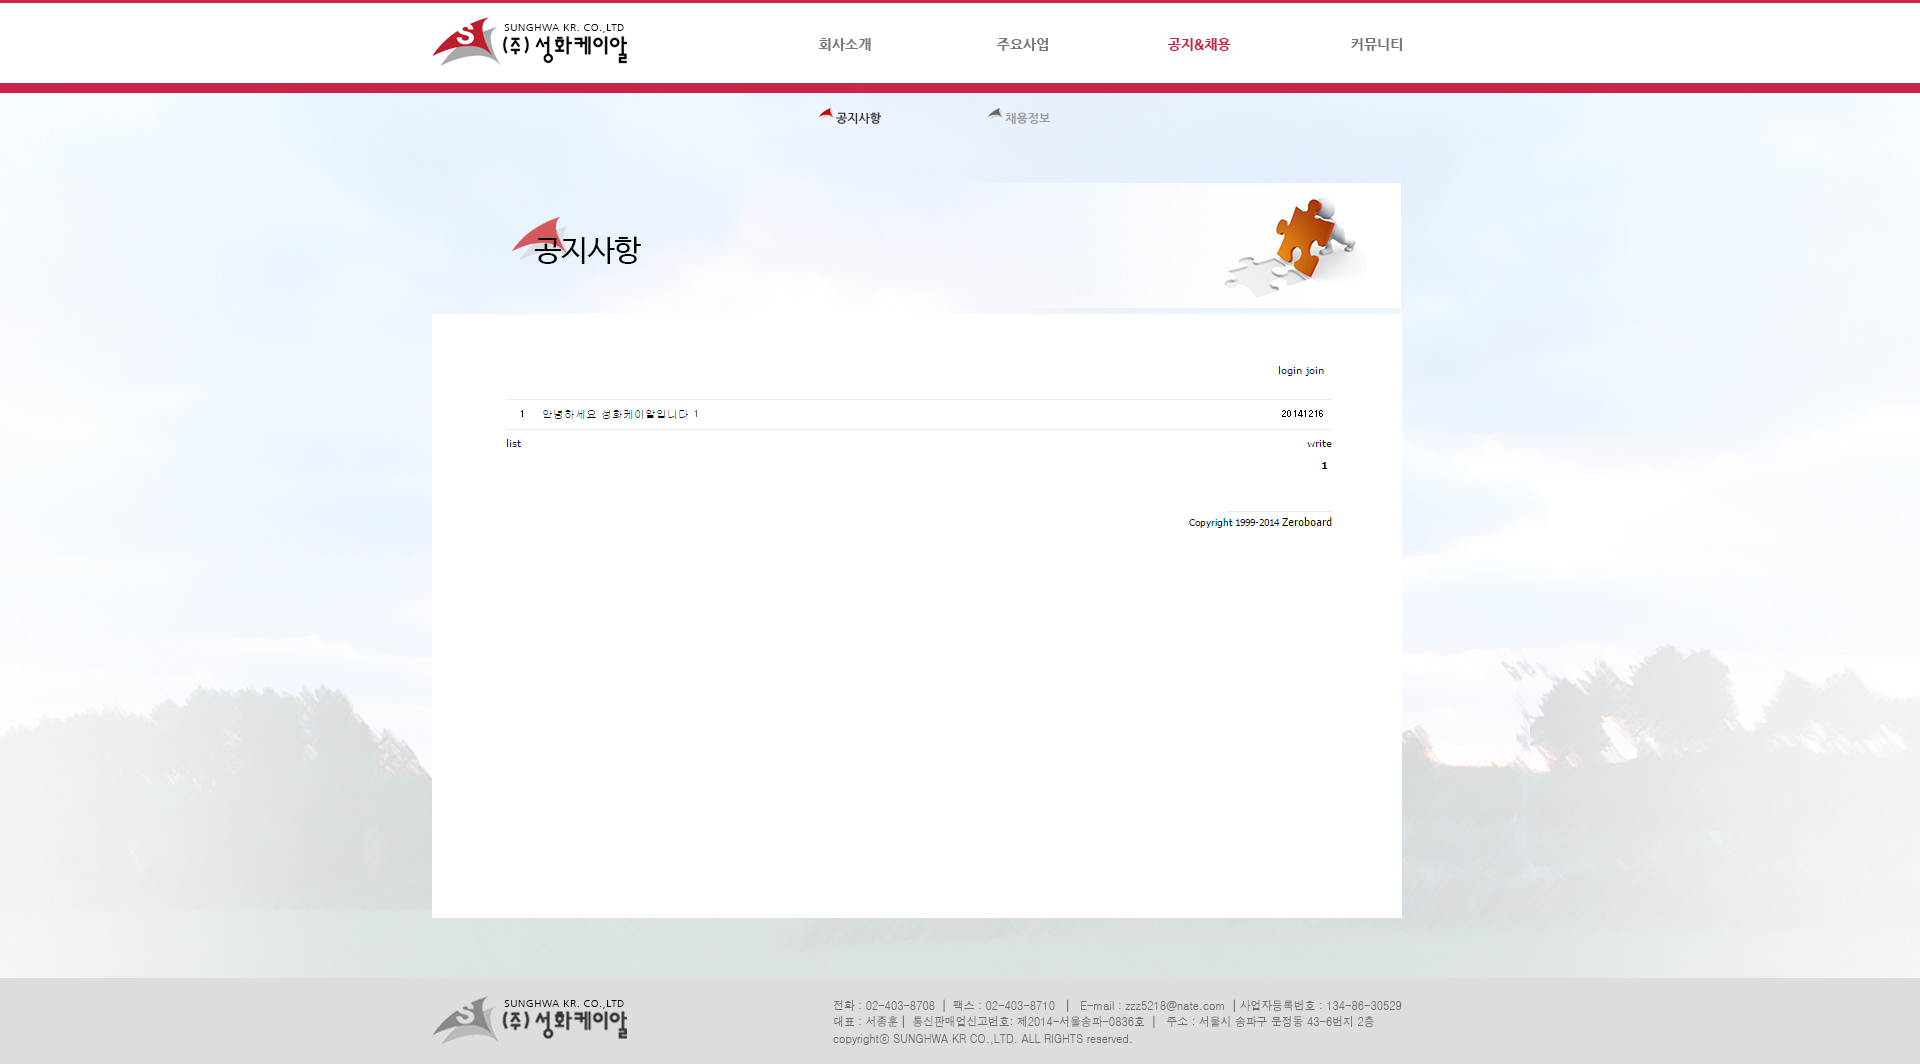 SUNGHWA KR. CO.,LTD
(주) 성화케이알
회사소개 주요사업 공지&채용 커뮤니티
공지사항 채용정보
공지사항
login join
1 안녕하세요 성화케이알입니다 1 20141216
list write
1
Copyright 1999-2014 Zeroboard
SUNGHWA KR. CO.,LTD
(주) 성화케이알
전화 : 02-403-8708 | 팩스 : 02-403-8710 | E-mail : zzz5218@nate.com | 사업자등록번호 : 134-86-30529
대표 : 서종훈 | 통신판매업신고번호: 제2014-서울송파-0836호 | 주소 : 서울시 송파구 문정동 43-6번지 2층
copyrightⓒ SUNGHWA KR CO.,LTD. ALL RIGHTS reserved.